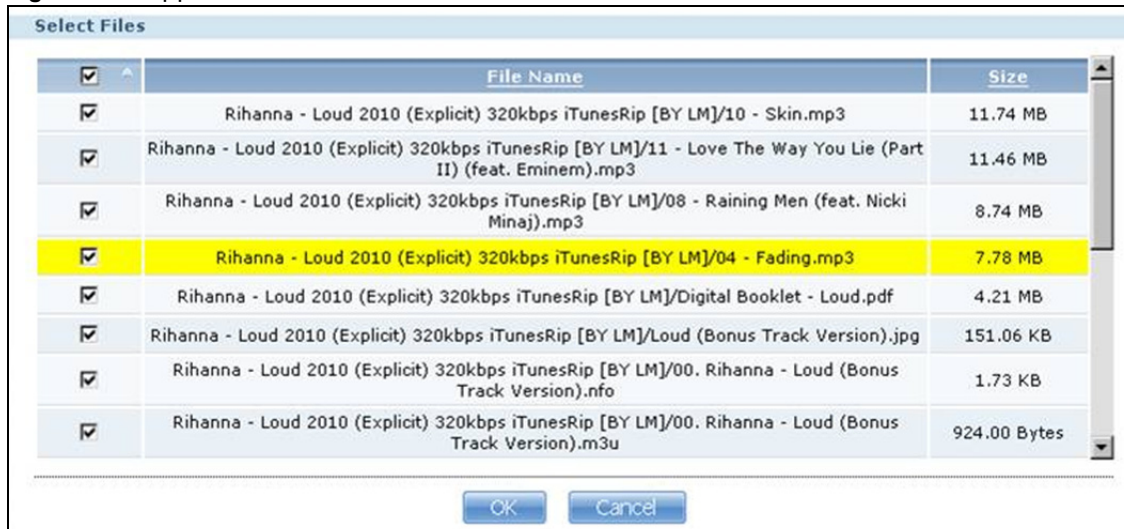 Select Files
File Name Size
Rihanna - Loud 2010 (Explicit) 320kbps iTunesRip [BY LM]/10 - Skin.mp3 11.74 MB
Rihanna - Loud 2010 (Explicit) 320kbps iTunesRip [BY LM]/11 - Love The Way You Lie (Part
II) (feat. Eminem).mp3 11.46 MB
Rihanna - Loud 2010 (Explicit) 320kbps iTunesRip [BY LM]/08 - Raining Men (feat. Nicki
Minaj).mp3 8.74 MB
Rihanna - Loud 2010 (Explicit) 320kbps iTunesRip [BY LM]/04 - Fading.mp3 7.78 MB
Rihanna - Loud 2010 (Explicit) 320kbps iTunesRip [BY LM]/Digital Booklet - Loud.pdf 4.21 MB
Rihanna - Loud 2010 (Explicit) 320kbps iTunesRip [BY LM]/Loud (Bonus Track Version).jpg 151.06 KB
Rihanna - Loud 2010 (Explicit) 320kbps iTunesRip [BY LM]/00. Rihanna - Loud (Bonus
Track Version).nfo 1.73 KB
Rihanna - Loud 2010 (Explicit) 320kbps iTunesRip [BY LM]/00. Rihanna - Loud (Bonus
Track Version).m3u 924.00 Bytes
OK Cancel